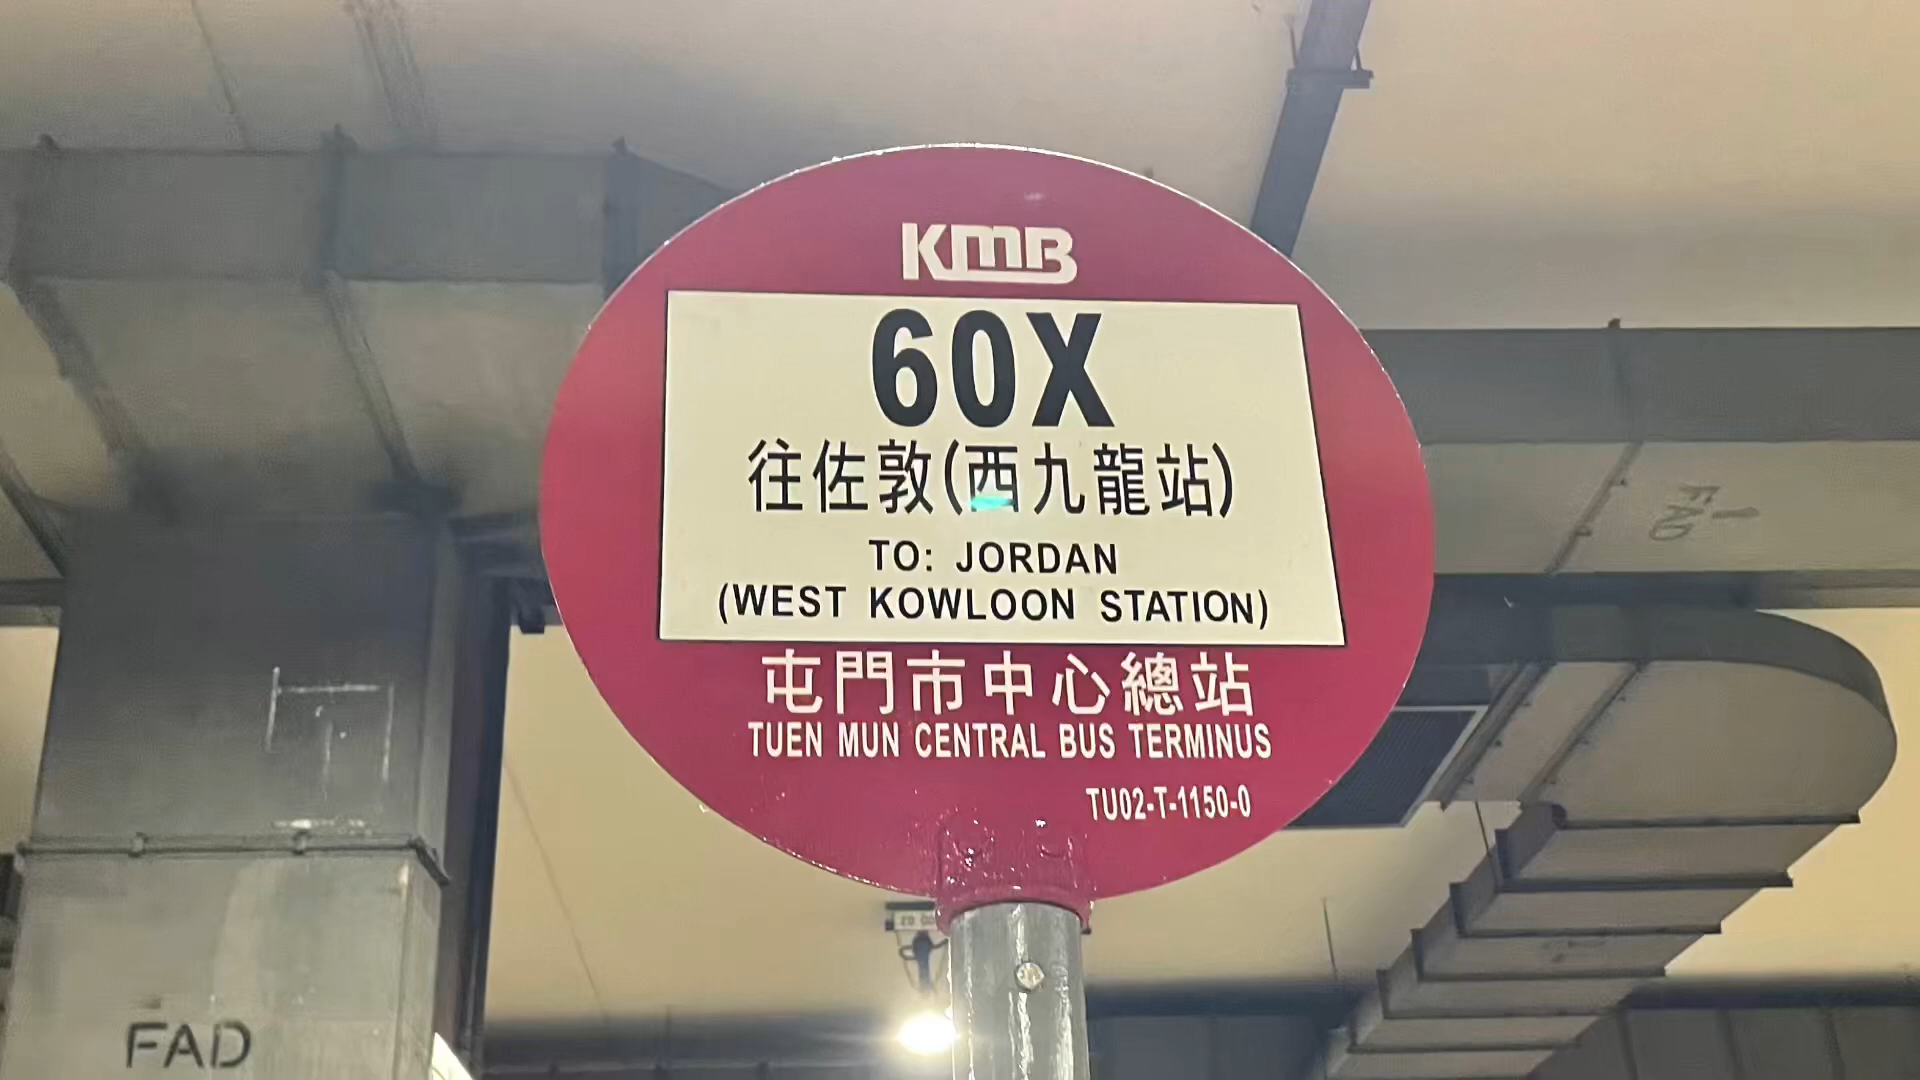 KMB
60X
往佐敦(西九龍站)
TO: JORDAN
(WEST KOWLOON STATION)
屯門市中心總站
TUEN MUN CENTRAL BUS TERMINUS
TU02-T-1150-0
FAD
FAD